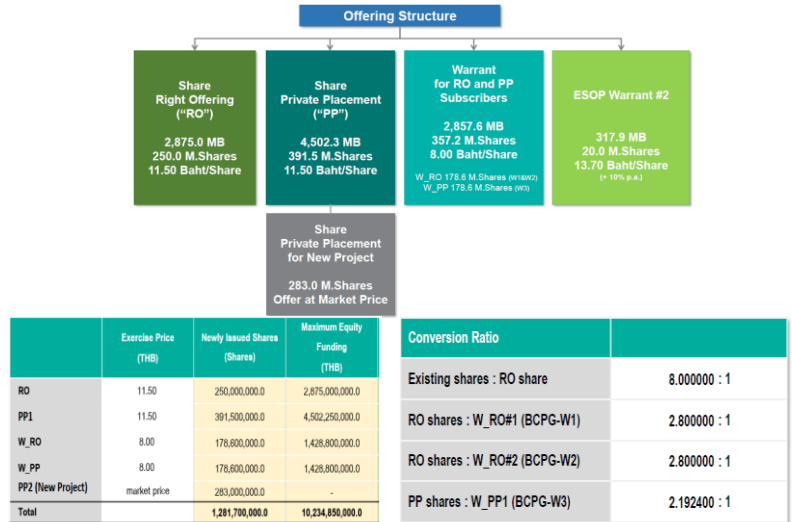 Offering Structure
Share
Right Offering
("RO")
2,875.0 MB
250.0 M.Shares
11.50 Baht/Share
Share
Private Placement
("PP")
4,502.3 MB
391.5 M.Shares
11.50 Baht/Share
Warrant
for RO and PP
Subscribers
2,857.6 MB
357.2 M.Shares
8.00 Baht/Share
W_RO 178.6 M.Shares (W1&W2)
W_PP 178.6 M.Shares (W3)
ESOP Warrant #2
317.9 MB
20.0 M.Shares
13.70 Baht/Share
(+ 10% p.a.)
Share
Private Placement
for New Project
283.0 M.Shares
Offer at Market Price
Exercise Price (THB) Newly Issued Shares (Shares) Maximum Equity Funding (THB)
RO 11.50 250,000,000.0 2,875,000,000.0
PP1 11.50 391,500,000.0 4,502,250,000.0
W_RO 8.00 178,600,000.0 1,428,800,000.0
W_PP 8.00 178,600,000.0 1,428,800,000.0
PP2 (New Project) market price 283,000,000.0 -
Total 1,281,700,000.0 10,234,850,000.0
Conversion Ratio
Existing shares : RO share 8.000000 : 1
RO shares : W_RO#1 (BCPG-W1) 2.800000 : 1
RO shares : W_RO#2 (BCPG-W2) 2.800000 : 1
PP shares : W_PP1 (BCPG-W3) 2.192400 : 1